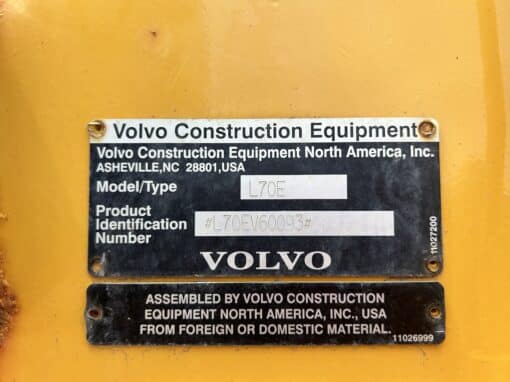 Volvo Construction Equipment
Volvo Construction Equipment North America, Inc.
ASHEVILLE,NC 28801,USA
Model/Type L70E
Product
Identification #L70EV60093#
Number
VOLVO
11027200
ASSEMBLED BY VOLVO CONSTRUCTION
EQUIPMENT NORTH AMERICA, INC., USA
FROM FOREIGN OR DOMESTIC MATERIAL.
11026999